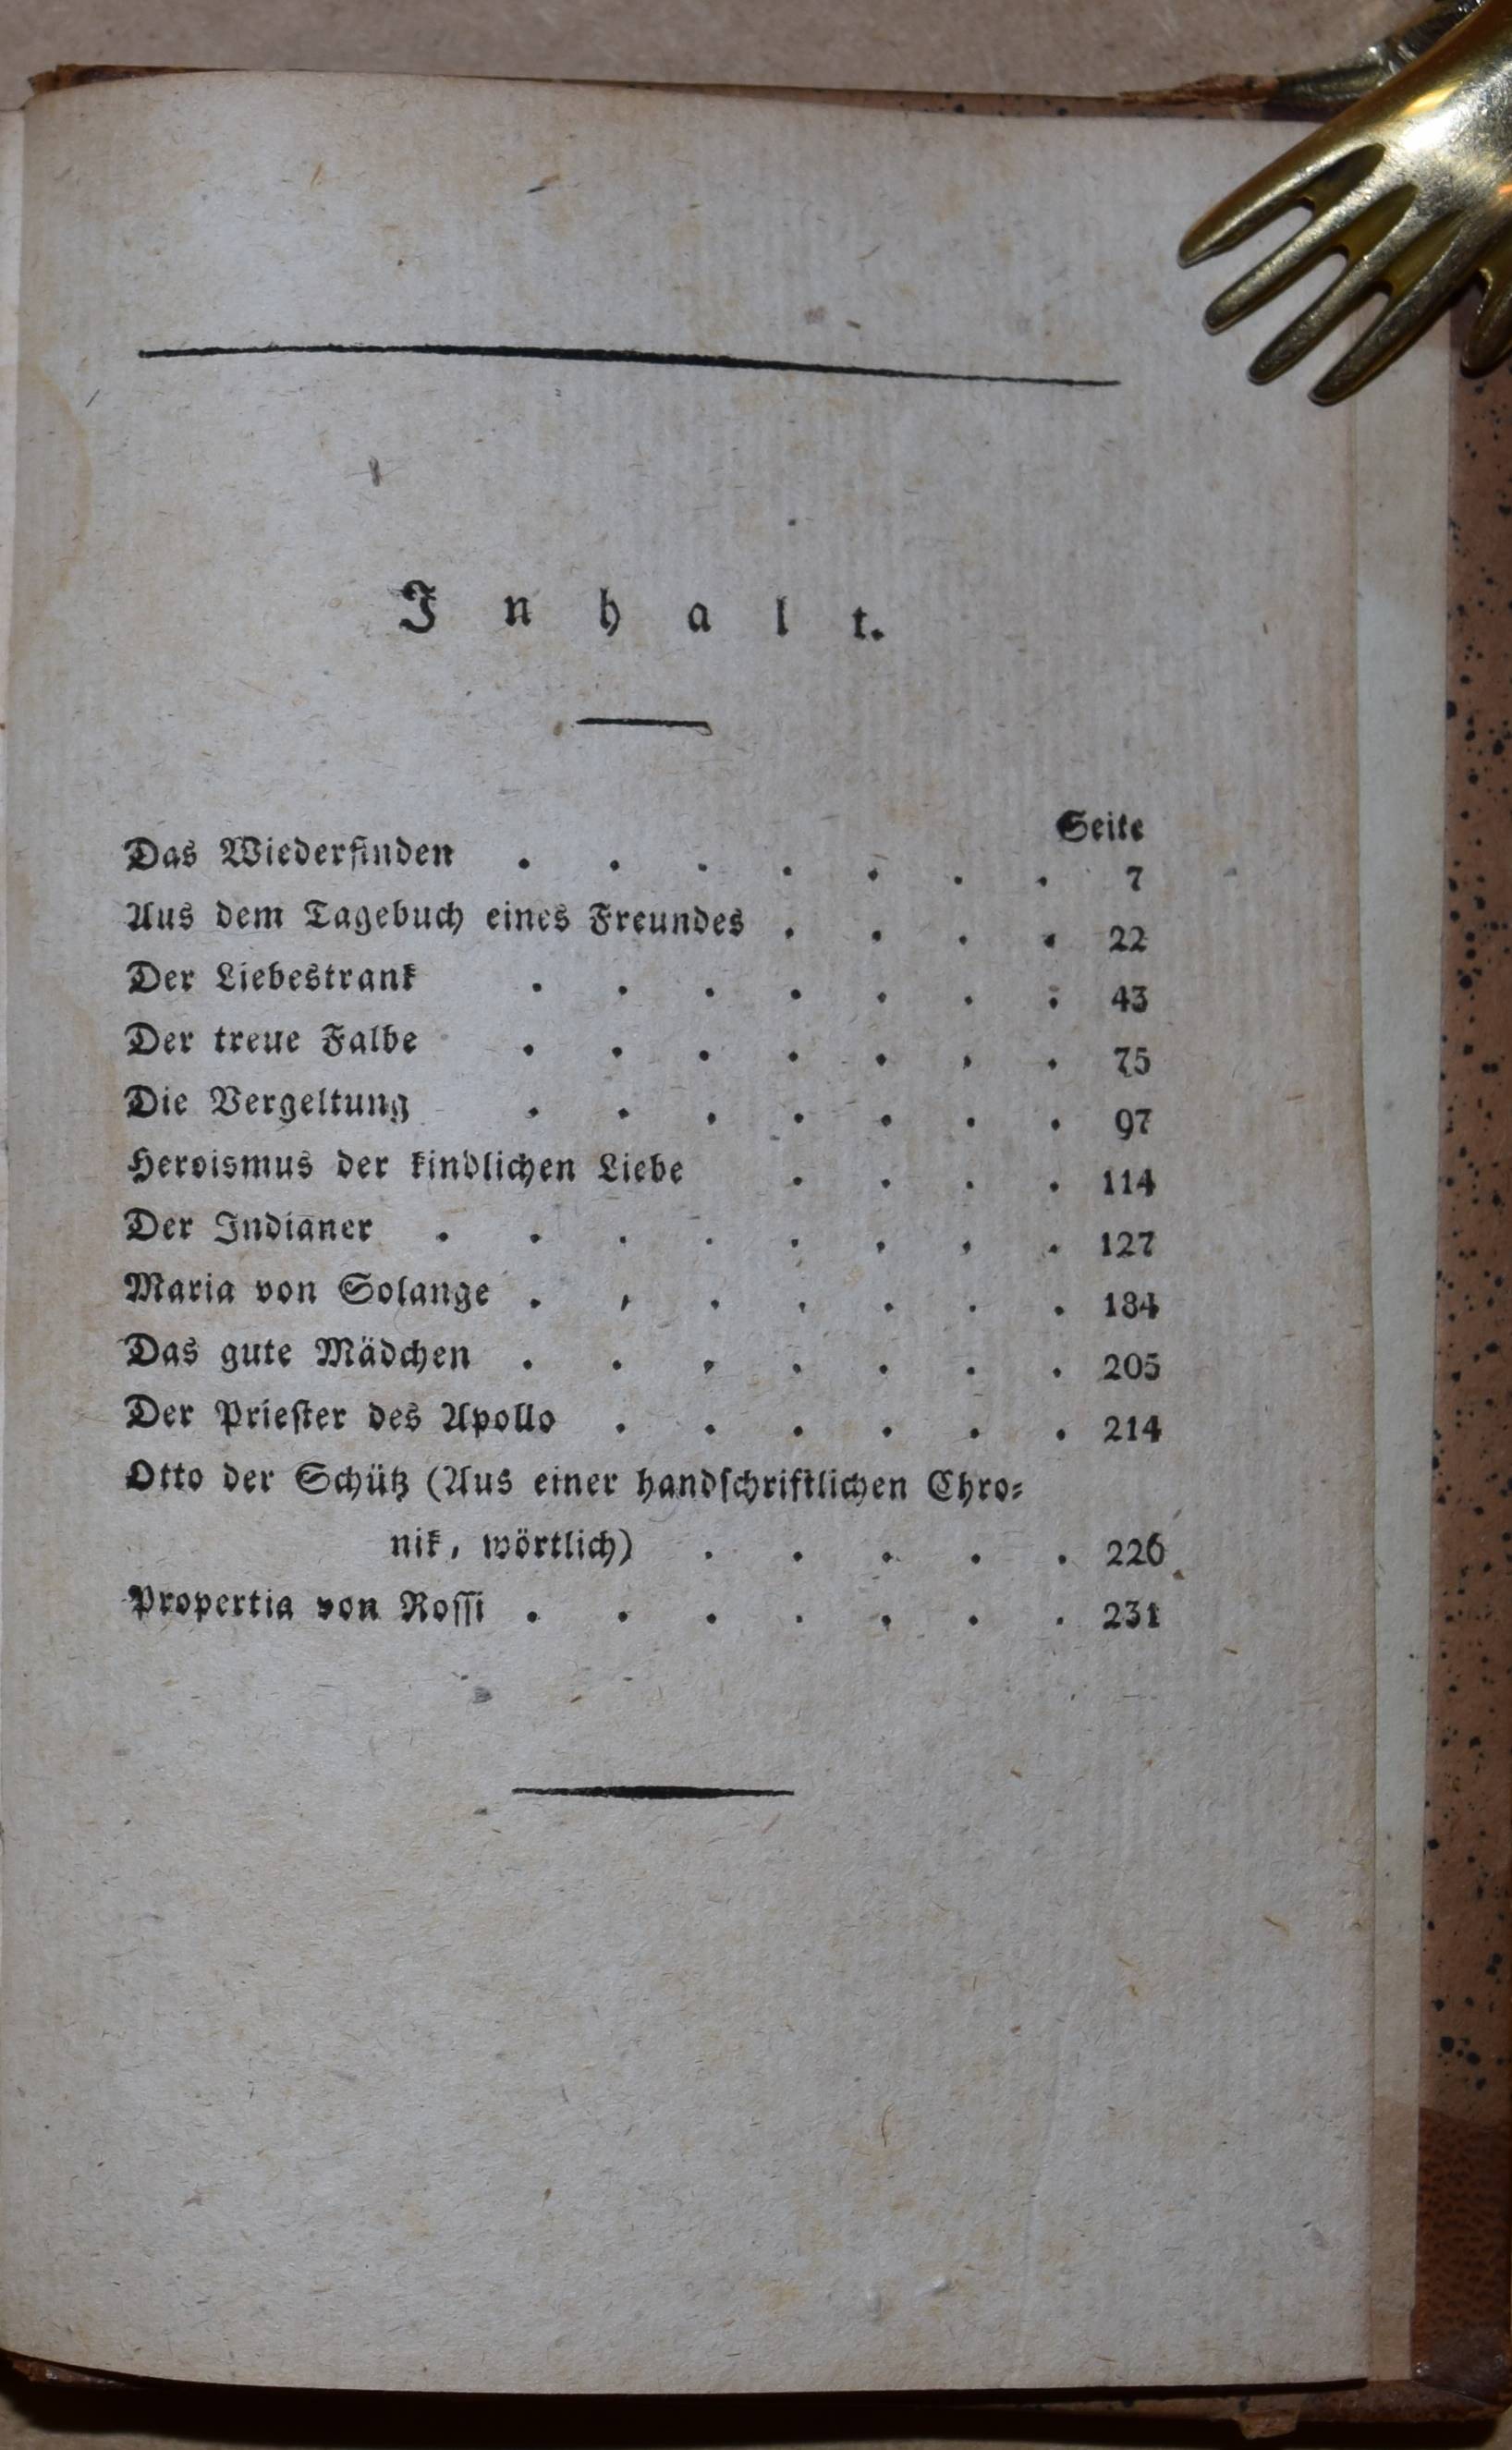 Inhalt.
Seite
Das Wiederfinden . . . . . . . 7
Aus dem Tagebuch eines Freundes . . . . 22
Der Liebestrank . . . . . . . 43
Der treue Falbe . . . . . . . 75
Die Vergeltung . . . . . . . 97
Heroismus der kindlichen Liebe . . . . 114
Der Indianer . . . . . . . . 127
Maria von Solange . . . . . . . 184
Das gute Mädchen . . . . . . . 205
Der Prieſter des Apollo . . . . . . 214
Otto der Schütz (Aus einer handſchriftlichen Chro⸗
nik, wörtlich) . . . . . 226
Propertia von Roſſi . . . . . . . 231